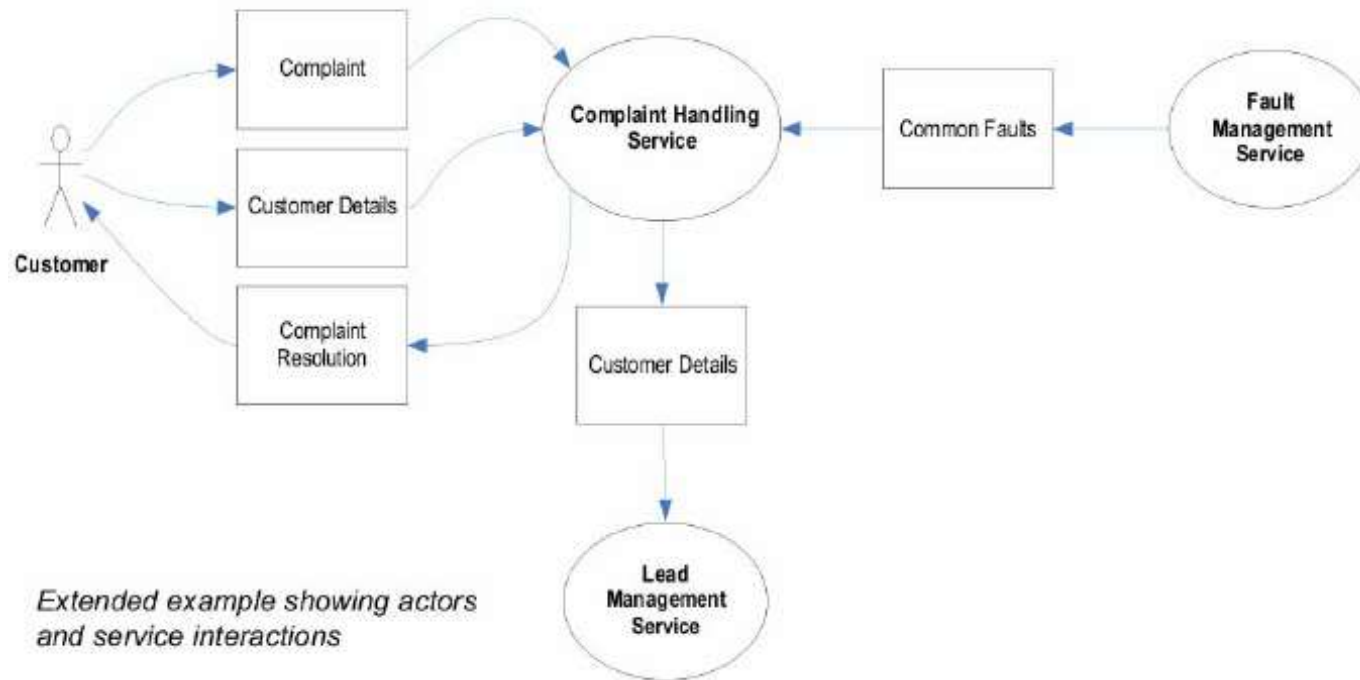 Complaint
Complaint Handling
Service
Common Faults
Fault
Management
Service
Customer Details
Customer
Complaint
Resolution
Customer Details
Lead
Management
Service
Extended example showing actors
and service interactions